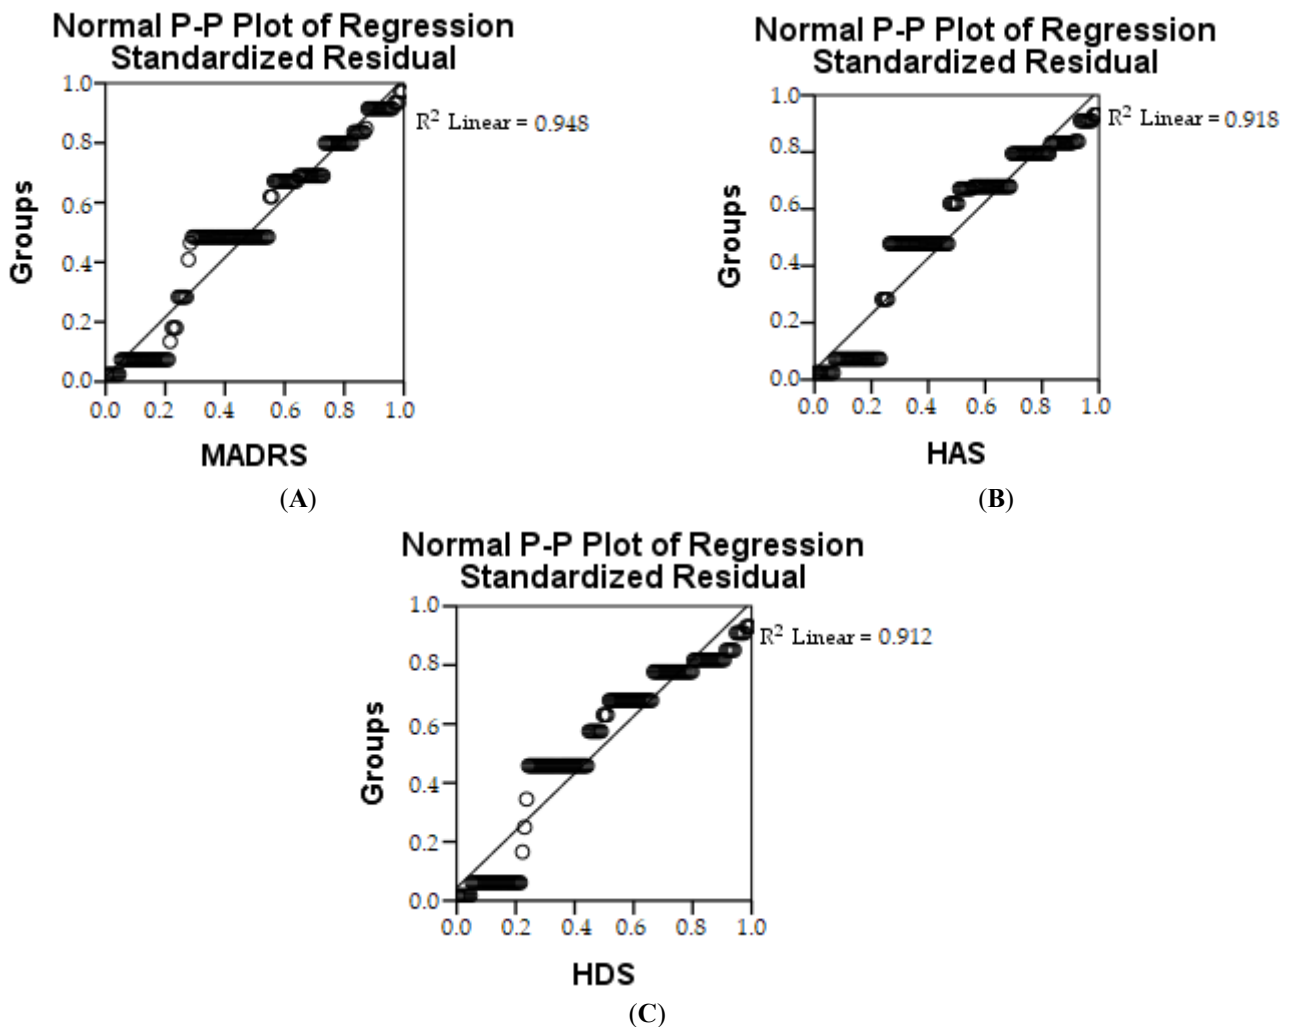 Normal P-P Plot of Regression
Standardized Residual
1.0
0.8
0.6
0.4
0.2
0.0
Groups
R² Linear = 0.948
0.0 0.2 0.4 0.6 0.8 1.0
MADRS
(A)
Normal P-P Plot of Regression
Standardized Residual
1.0
0.8
0.6
0.4
0.2
0.0
Groups
R² Linear = 0.918
0.0 0.2 0.4 0.6 0.8 1.0
HAS
(B)
Normal P-P Plot of Regression
Standardized Residual
1.0
0.8
0.6
0.4
0.2
0.0
Groups
R² Linear = 0.912
0.0 0.2 0.4 0.6 0.8 1.0
HDS
(C)